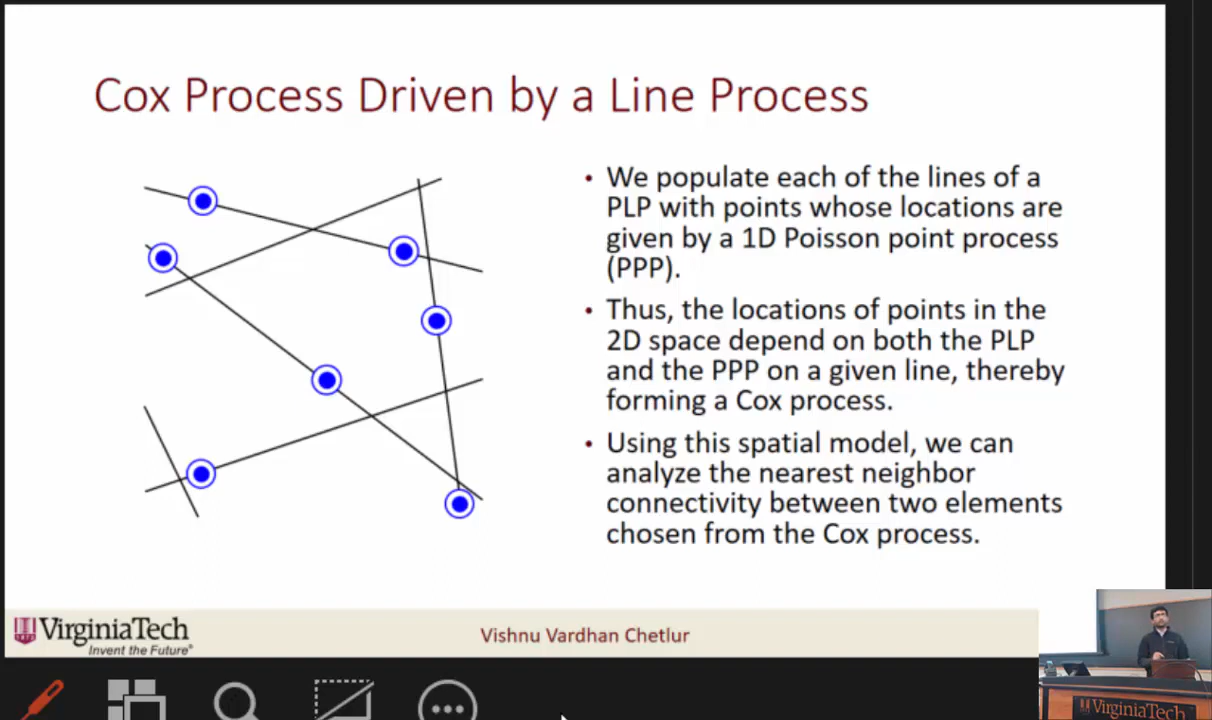 Cox Process Driven by a Line Process
• We populate each of the lines of a
PLP with points whose locations are
given by a 1D Poisson point process
(PPP).
• Thus, the locations of points in the
2D space depend on both the PLP
and the PPP on a given line, thereby
forming a Cox process.
• Using this spatial model, we can
analyze the nearest neighbor
connectivity between two elements
chosen from the Cox process.
VirginiaTech
Invent the Future®
Vishnu Vardhan Chetlur
VirginiaTech